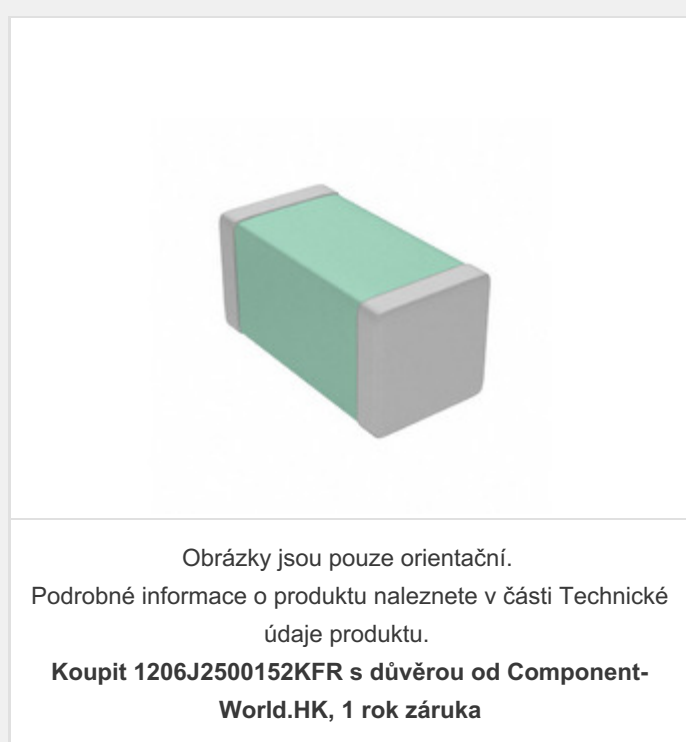 Obrázky jsou pouze orientační.
Podrobné informace o produktu naleznete v části Technické
údaje produktu.
Koupit 1206J2500152KFR s důvěrou od Component-
World.HK, 1 rok záruka